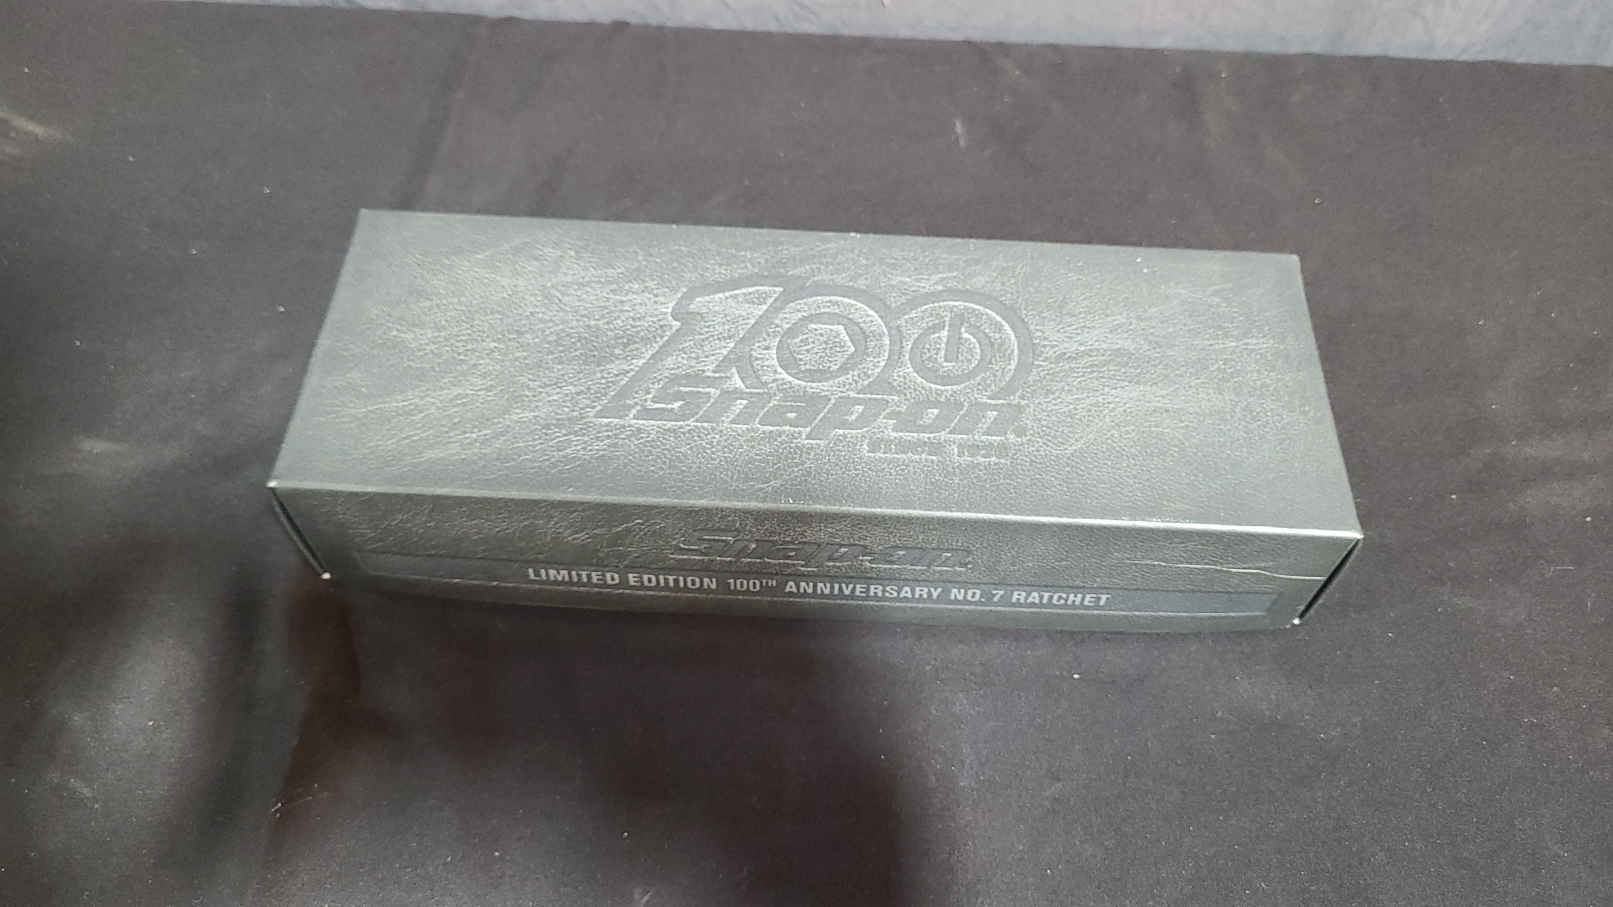 100
Snap-on
Snap-on
LIMITED EDITION 100TH ANNIVERSARY NO. 7 RATCHET